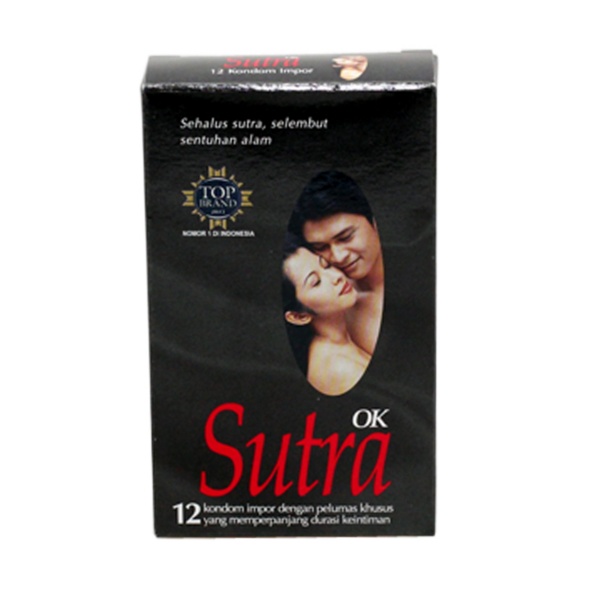 OK
Sutra
12 Kondom Impor
Sehalus sutra, selembut
sentuhan alam
TOP
BRAND
NOMOR 1 DI INDONESIA
OK
Sutra
12 kondom impor dengan pelumas khusus
yang memperpanjang durasi keintiman